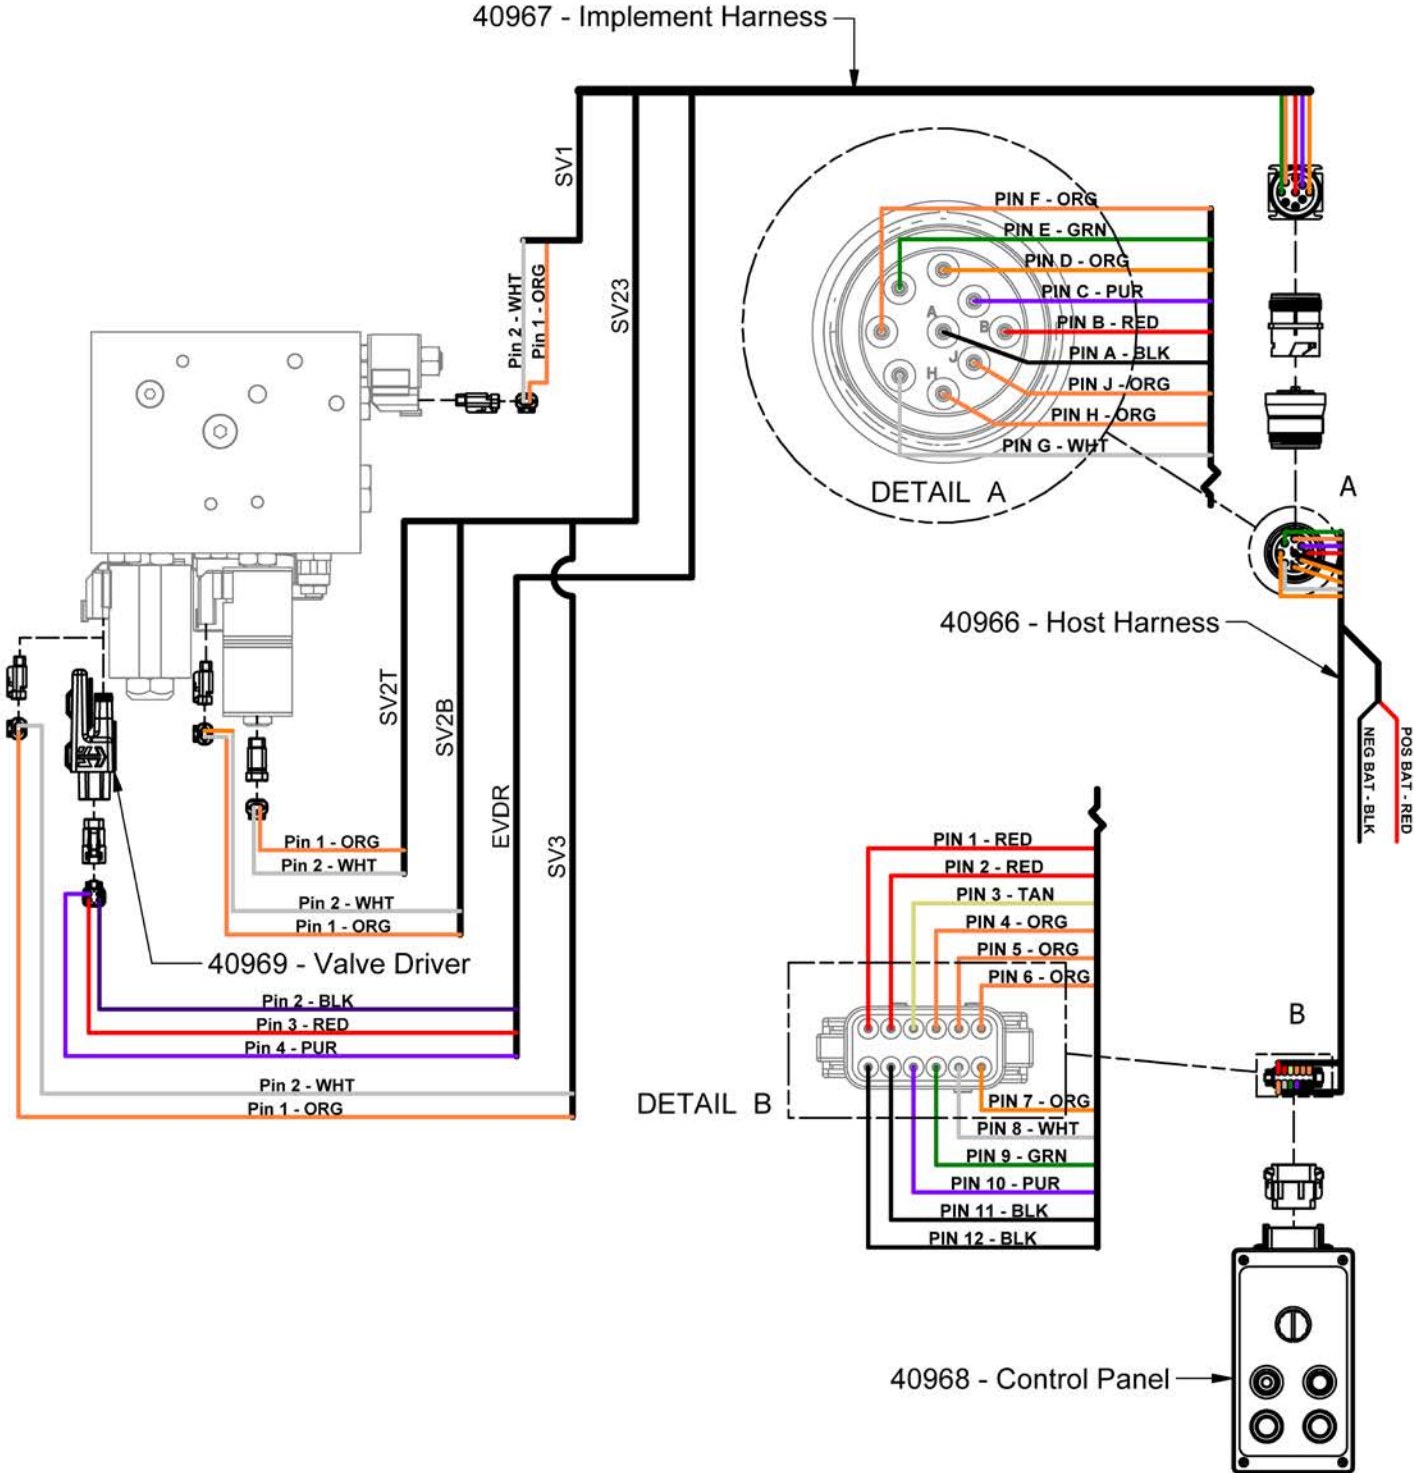 40967 - Implement Harness
SV1
SV23
Pin 2 - WHT
Pin 1 - ORG
PIN F - ORG
PIN E - GRN
PIN D - ORG
PIN C - PUR
PIN B - RED
PIN A - BLK
PIN J - ORG
PIN H - ORG
PIN G - WHT
A
B
J
H
DETAIL A
A
40966 - Host Harness
POS BAT - RED
NEG BAT - BLK
SV2T
SV2B
EVDR
SV3
Pin 1 - ORG
Pin 2 - WHT
Pin 2 - WHT
Pin 1 - ORG
40969 - Valve Driver
Pin 2 - BLK
Pin 3 - RED
Pin 4 - PUR
Pin 2 - WHT
Pin 1 - ORG
PIN 1 - RED
PIN 2 - RED
PIN 3 - TAN
PIN 4 - ORG
PIN 5 - ORG
PIN 6 - ORG
B
DETAIL B
PIN 7 - ORG
PIN 8 - WHT
PIN 9 - GRN
PIN 10 - PUR
PIN 11 - BLK
PIN 12 - BLK
40968 - Control Panel